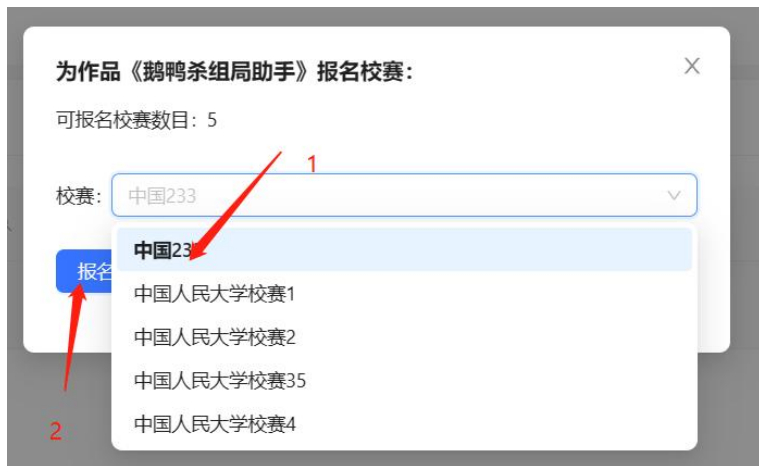 为作品《鹅鸭杀组局助手》报名校赛：
可报名校赛数目：5
1
校赛： 中国233
中国23
报名
中国人民大学校赛1
中国人民大学校赛2
中国人民大学校赛35
中国人民大学校赛4
2